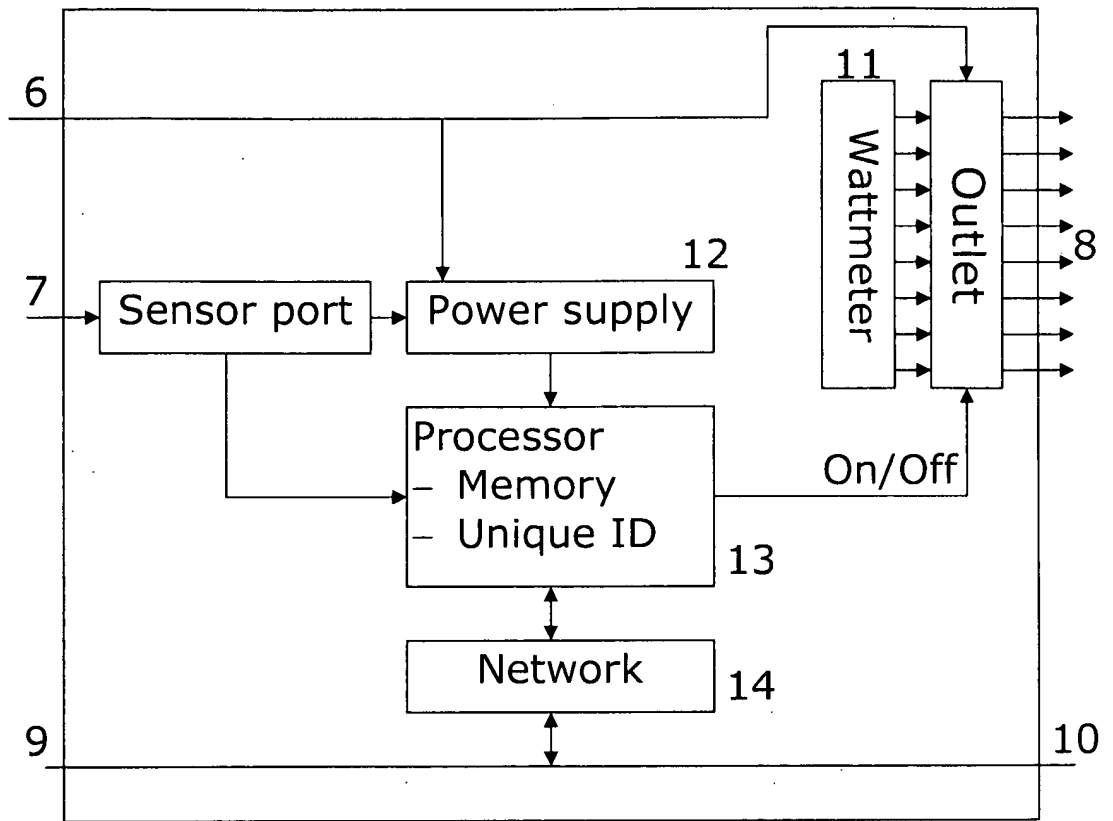 6
11
Wattmeter
Outlet
8
12
7
Sensor port
Power supply
Processor
– Memory
– Unique ID
On/Off
13
Network
14
9
10